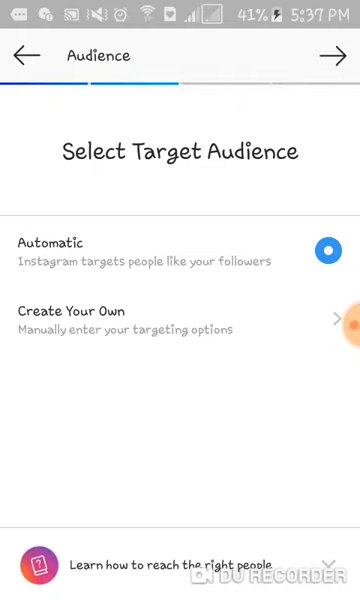 41% 5:37 PM
Audience
Select Target Audience
Automatic
Instagram targets people like your followers
Create Your Own
Manually enter your targeting options
Learn how to reach the right people
DU RECORDER